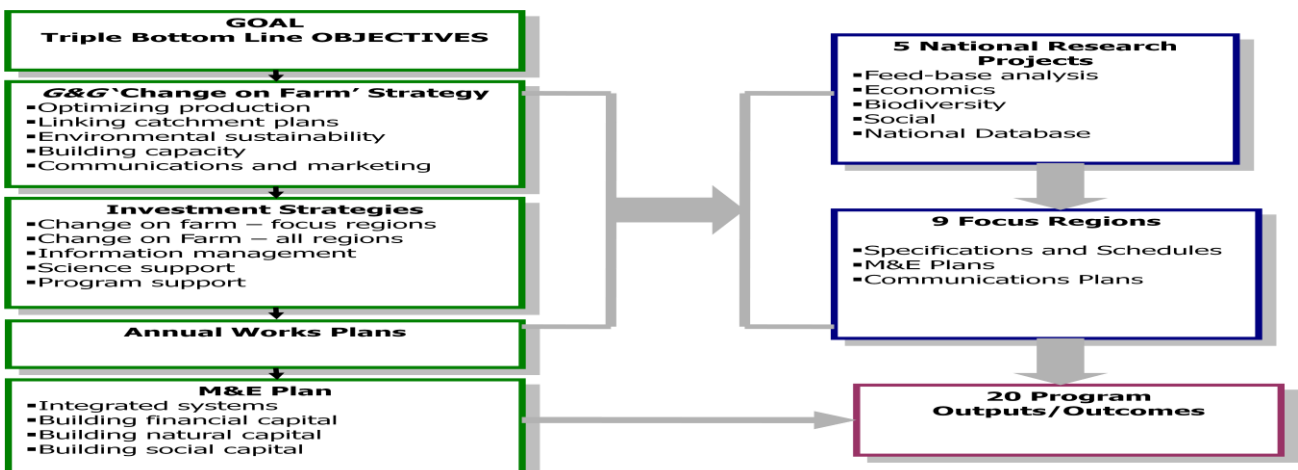 GOAL
Triple Bottom Line OBJECTIVES
G&G ‘Change on Farm’ Strategy
▪Optimizing production
▪Linking catchment plans
▪Environmental sustainability
▪Building capacity
▪Communications and marketing
Investment Strategies
▪Change on farm – focus regions
▪Change on Farm – all regions
▪Information management
▪Science support
▪Program support
Annual Works Plans
M&E Plan
▪Integrated systems
▪Building financial capital
▪Building natural capital
▪Building social capital
5 National Research
Projects
▪Feed-base analysis
▪Economics
▪Biodiversity
▪Social
▪National Database
9 Focus Regions
▪Specifications and Schedules
▪M&E Plans
▪Communications Plans
20 Program
Outputs/Outcomes